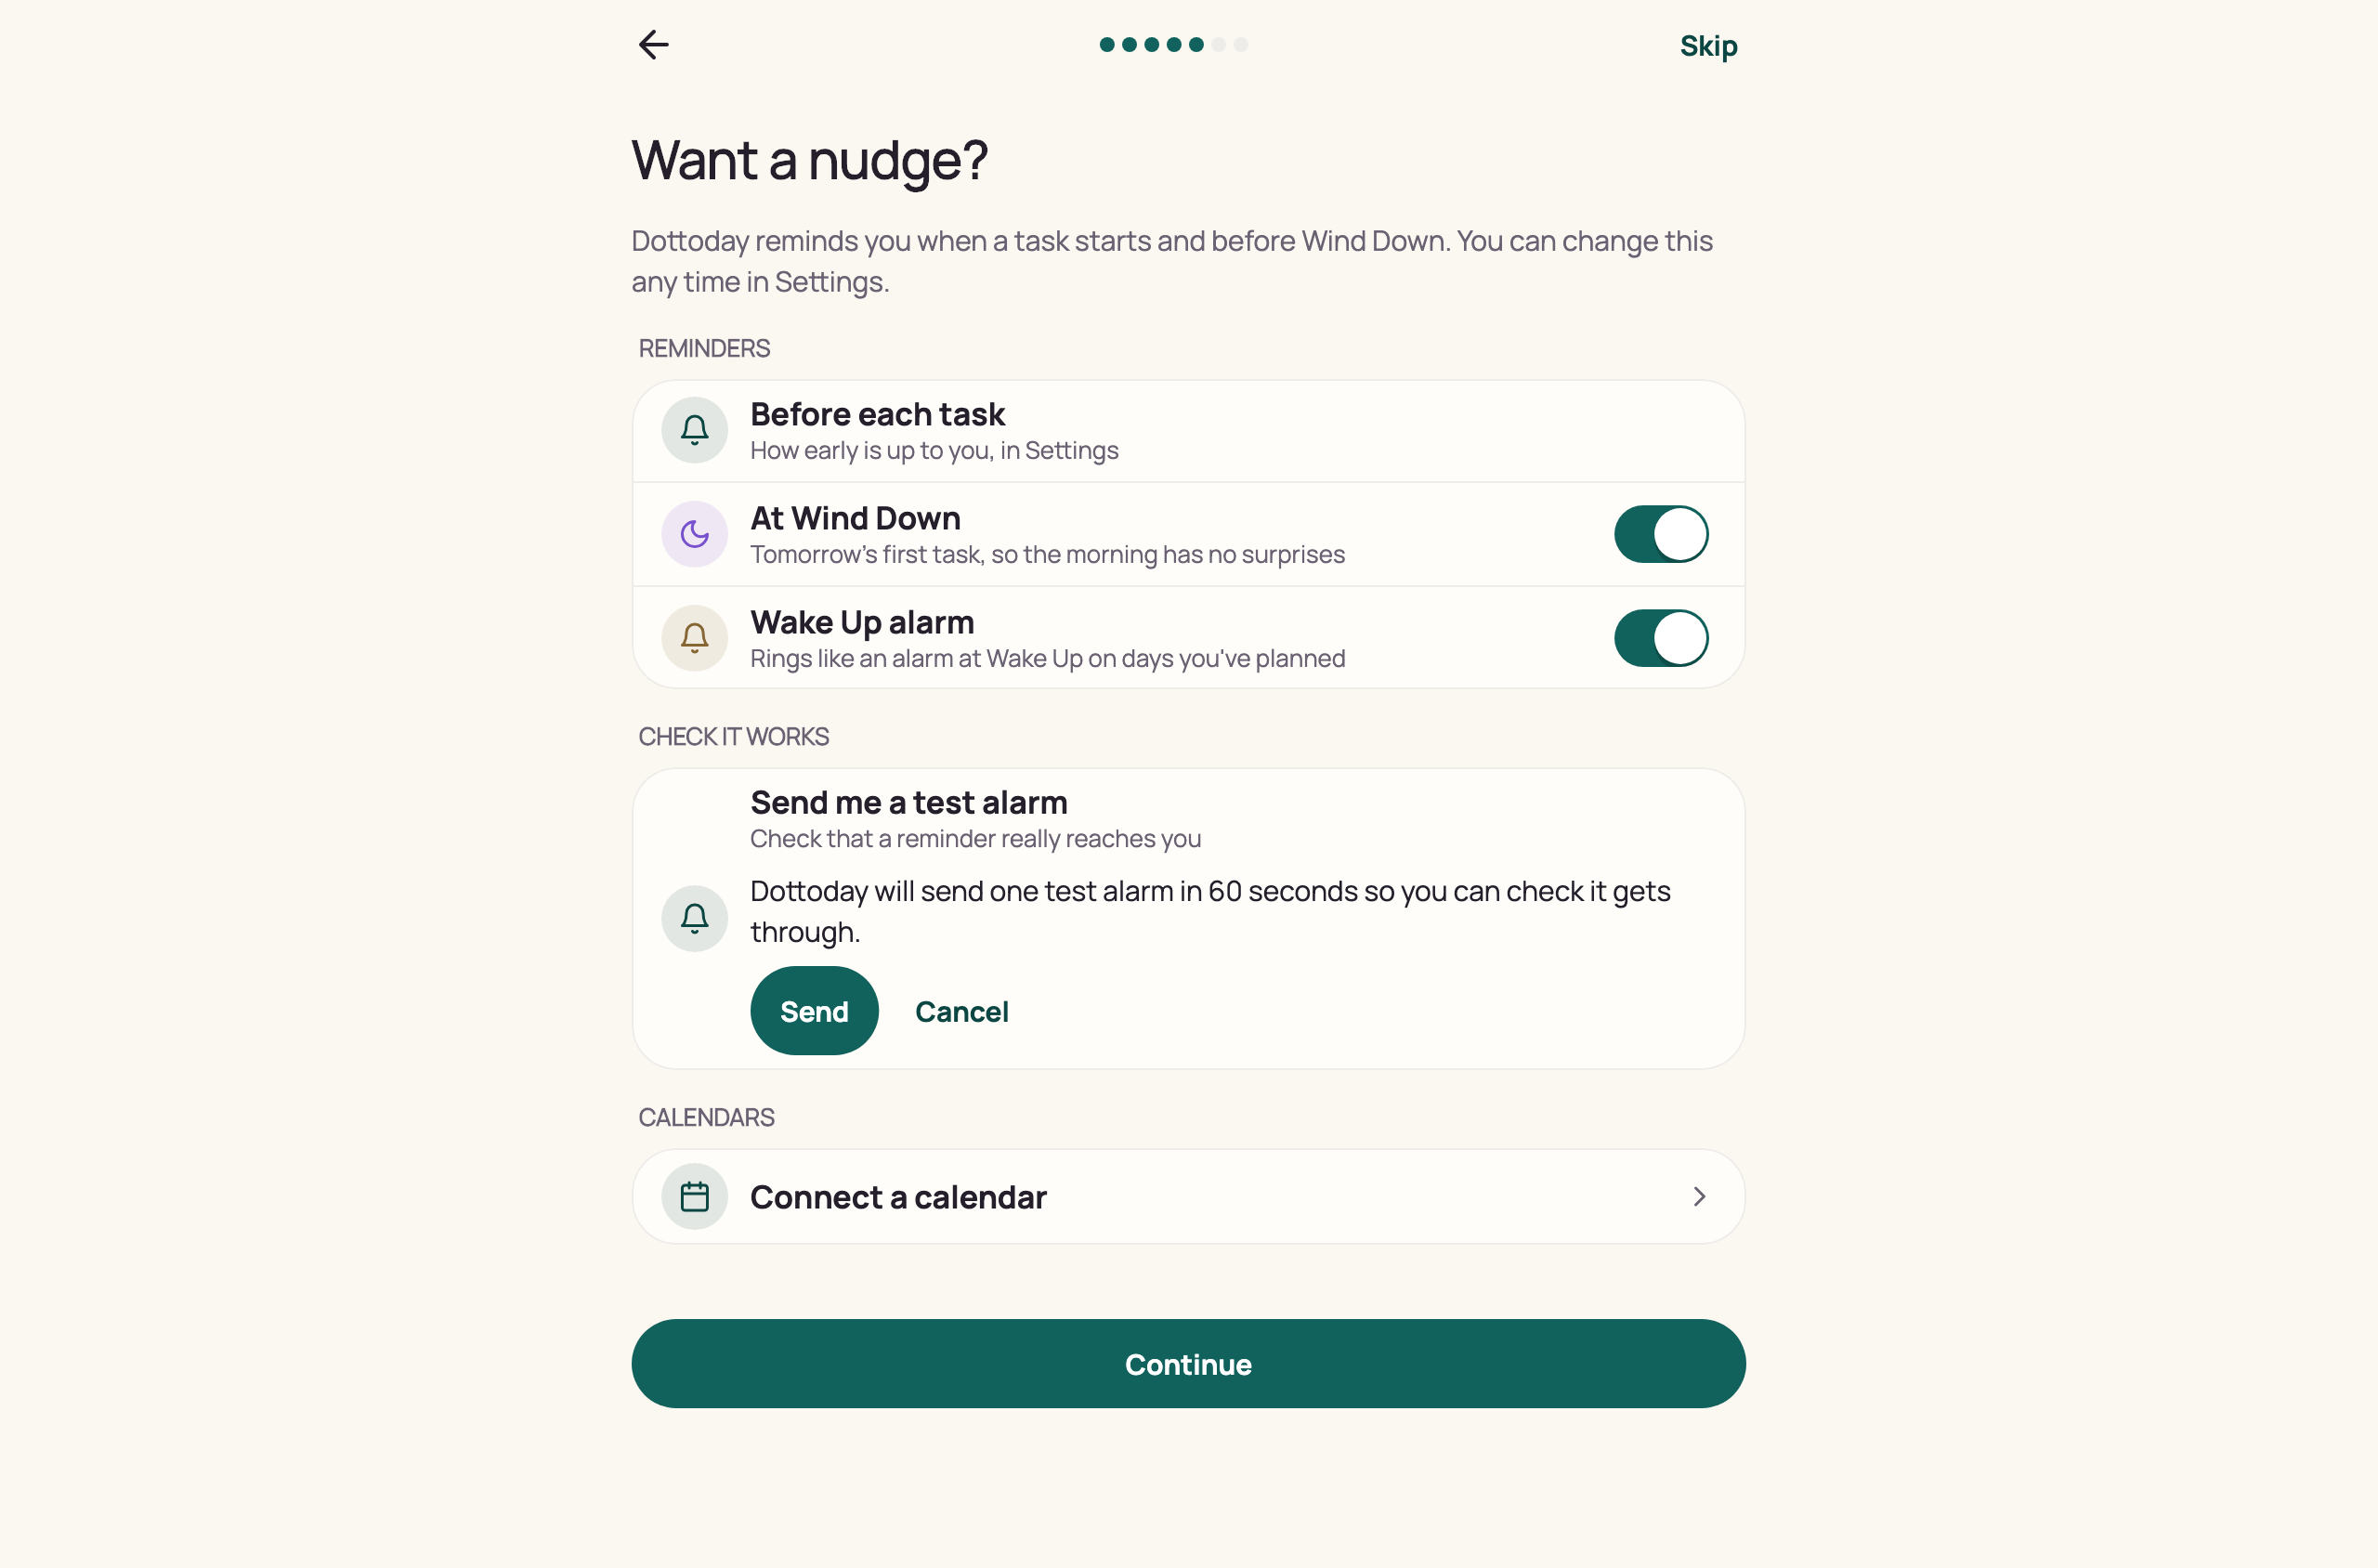 Skip
Want a nudge?
Dottoday reminds you when a task starts and before Wind Down. You can change this
any time in Settings.
REMINDERS
Before each task
How early is up to you, in Settings
At Wind Down
Tomorrow's first task, so the morning has no surprises
Wake Up alarm
Rings like an alarm at Wake Up on days you've planned
CHECK IT WORKS
Send me a test alarm
Check that a reminder really reaches you
Dottoday will send one test alarm in 60 seconds so you can check it gets
through.
Send
Cancel
CALENDARS
Connect a calendar
Continue